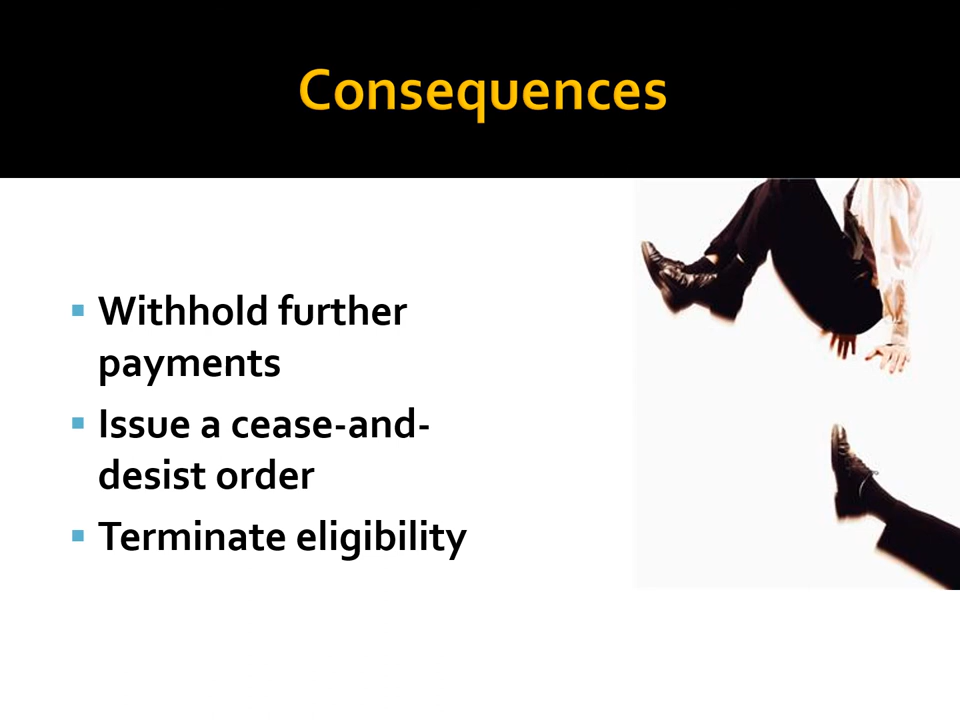 Consequences
▪ Withhold further
payments
▪ Issue a cease-and-
desist order
▪ Terminate eligibility